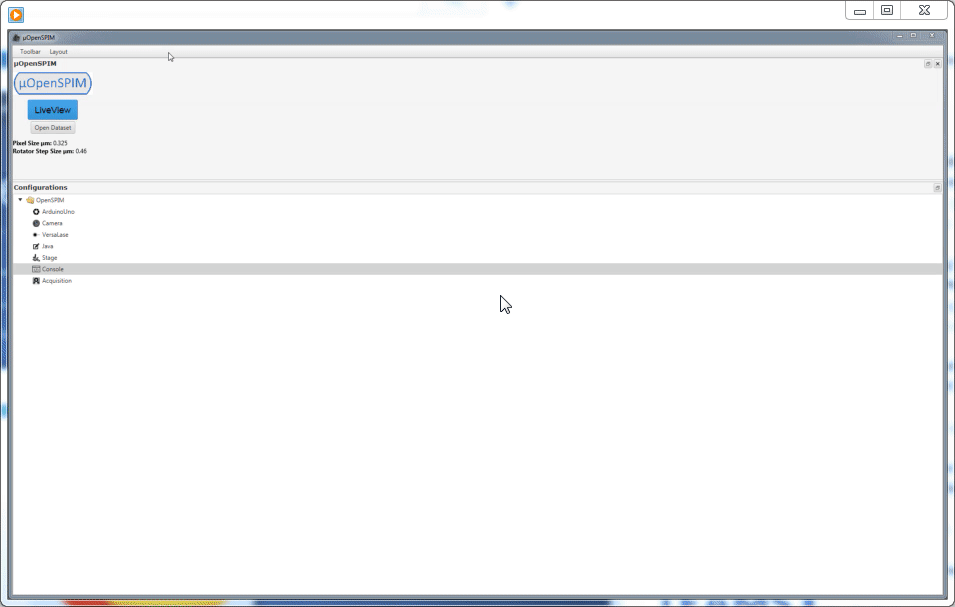 µOpenSPIM
Toolbar Layout
µOpenSPIM
µOpenSPIM
LiveView
Open Dataset
Pixel Size µm: 0.325
Rotator Step Size µm: 0.46
Configurations
OpenSPIM
ArduinoUno
Camera
VersaLase
Java
Stage
Console
Acquisition